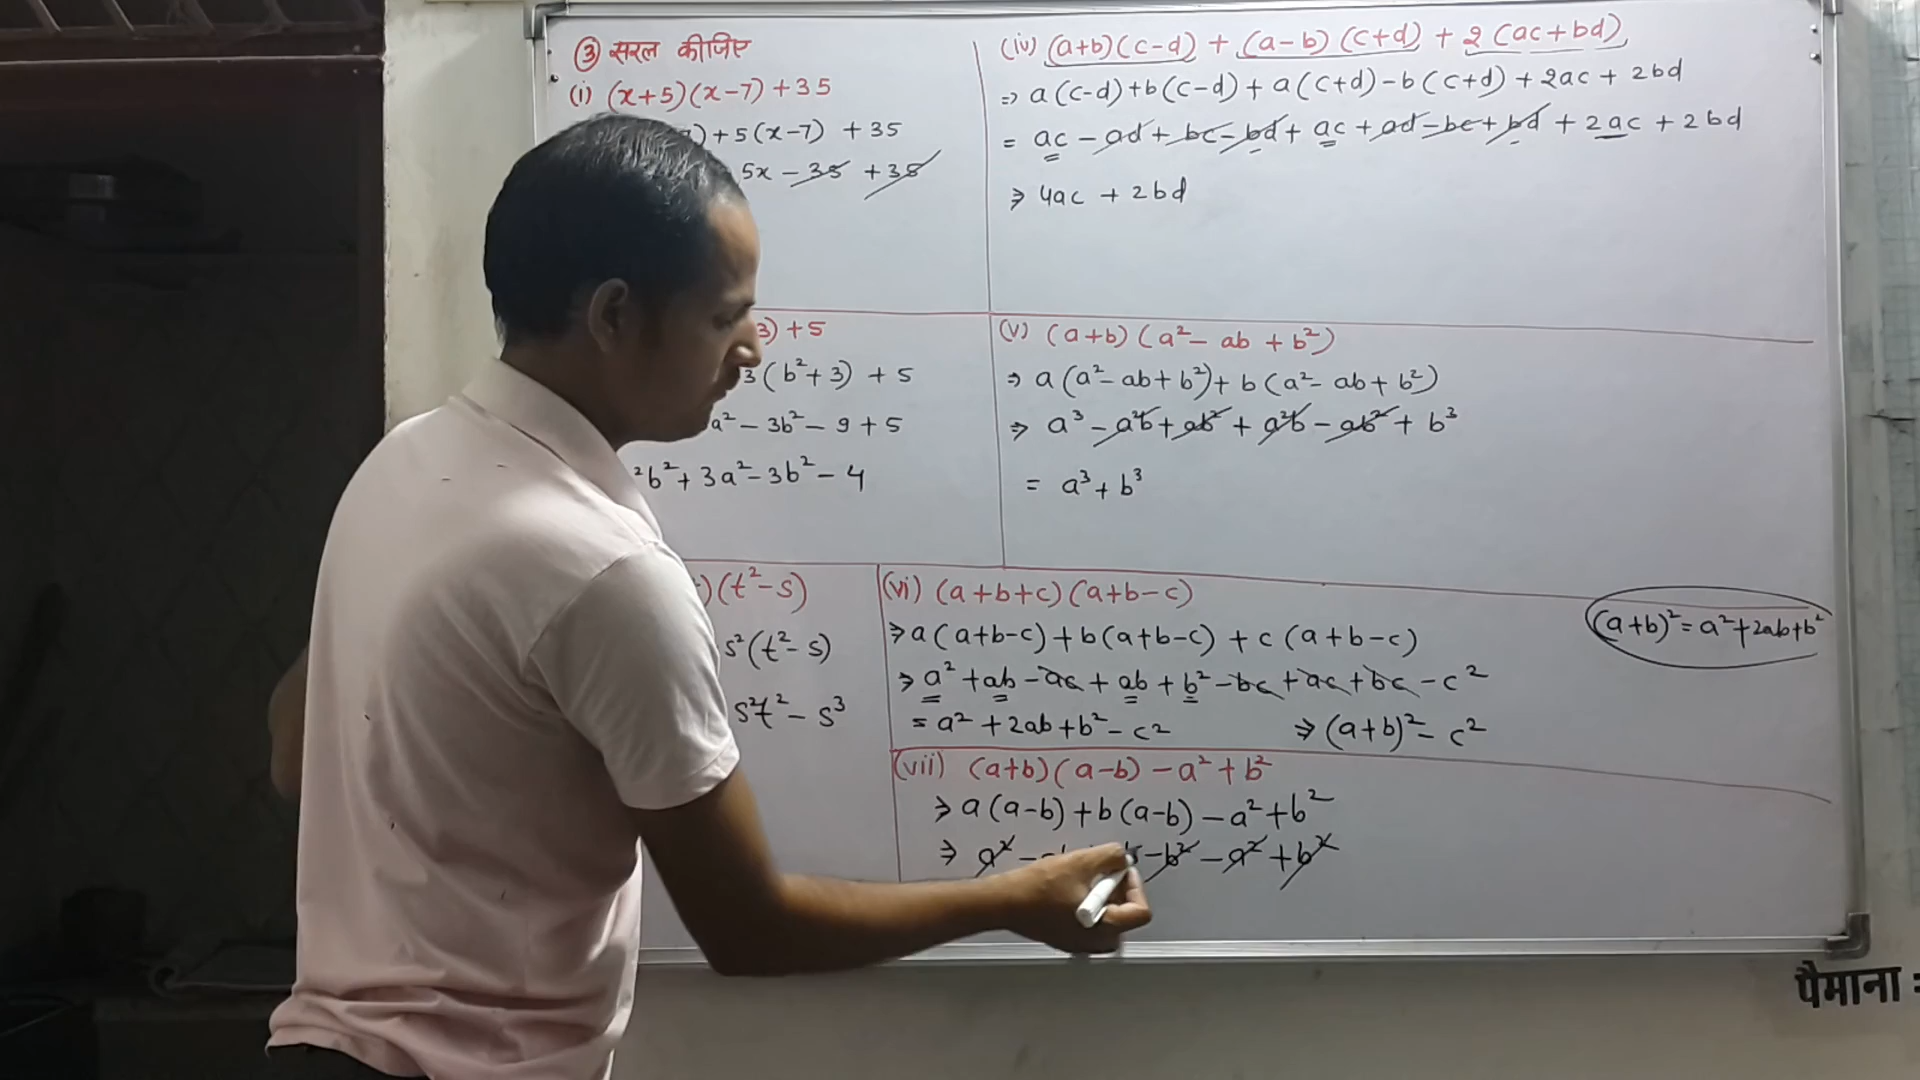 ③ सरल कीजिए
(i) (x+5)(x-7)+35
)+5(x-7) +35
5x - 35 +35
3)+5
3(b²+3) + 5
a² - 3b² - 9 + 5
²b² + 3a² - 3b² - 4
)(t²-s)
s²(t²-s)
s²t² - s³
(iv) (a+b)(c-d) + (a-b)(c+d) + 2(ac+bd)
⇒ a(c-d)+b(c-d)+a(c+d)-b(c+d)+2ac+2bd
= ac - ad + bc - bd + ac + ad - bc + bd + 2ac + 2bd
⇒ 4ac + 2bd
(v) (a+b)(a²-ab+b²)
⇒ a(a²-ab+b²)+b(a²-ab+b²)
⇒ a³ - a²b + ab² + a²b - ab² + b³
= a³+b³
(vi) (a+b+c)(a+b-c)
⇒ a(a+b-c)+b(a+b-c)+c(a+b-c)
⇒ a² + ab - ac + ab + b² - bc + ac + bc - c²
= a² + 2ab + b² - c² ⇒ (a+b)² - c²
(a+b)² = a²+2ab+b²
(vii) (a+b)(a-b) - a² + b²
⇒ a(a-b)+b(a-b) - a² + b²
⇒ a² - b² - a² + b²
पैमाना